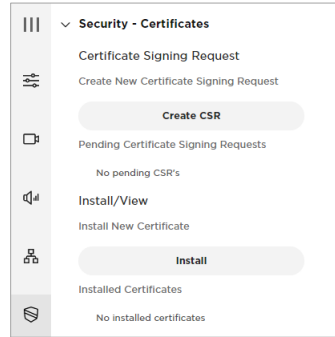 Security - Certificates
Certificate Signing Request
Create New Certificate Signing Request
Create CSR
Pending Certificate Signing Requests
No pending CSR's
Install/View
Install New Certificate
Install
Installed Certificates
No installed certificates